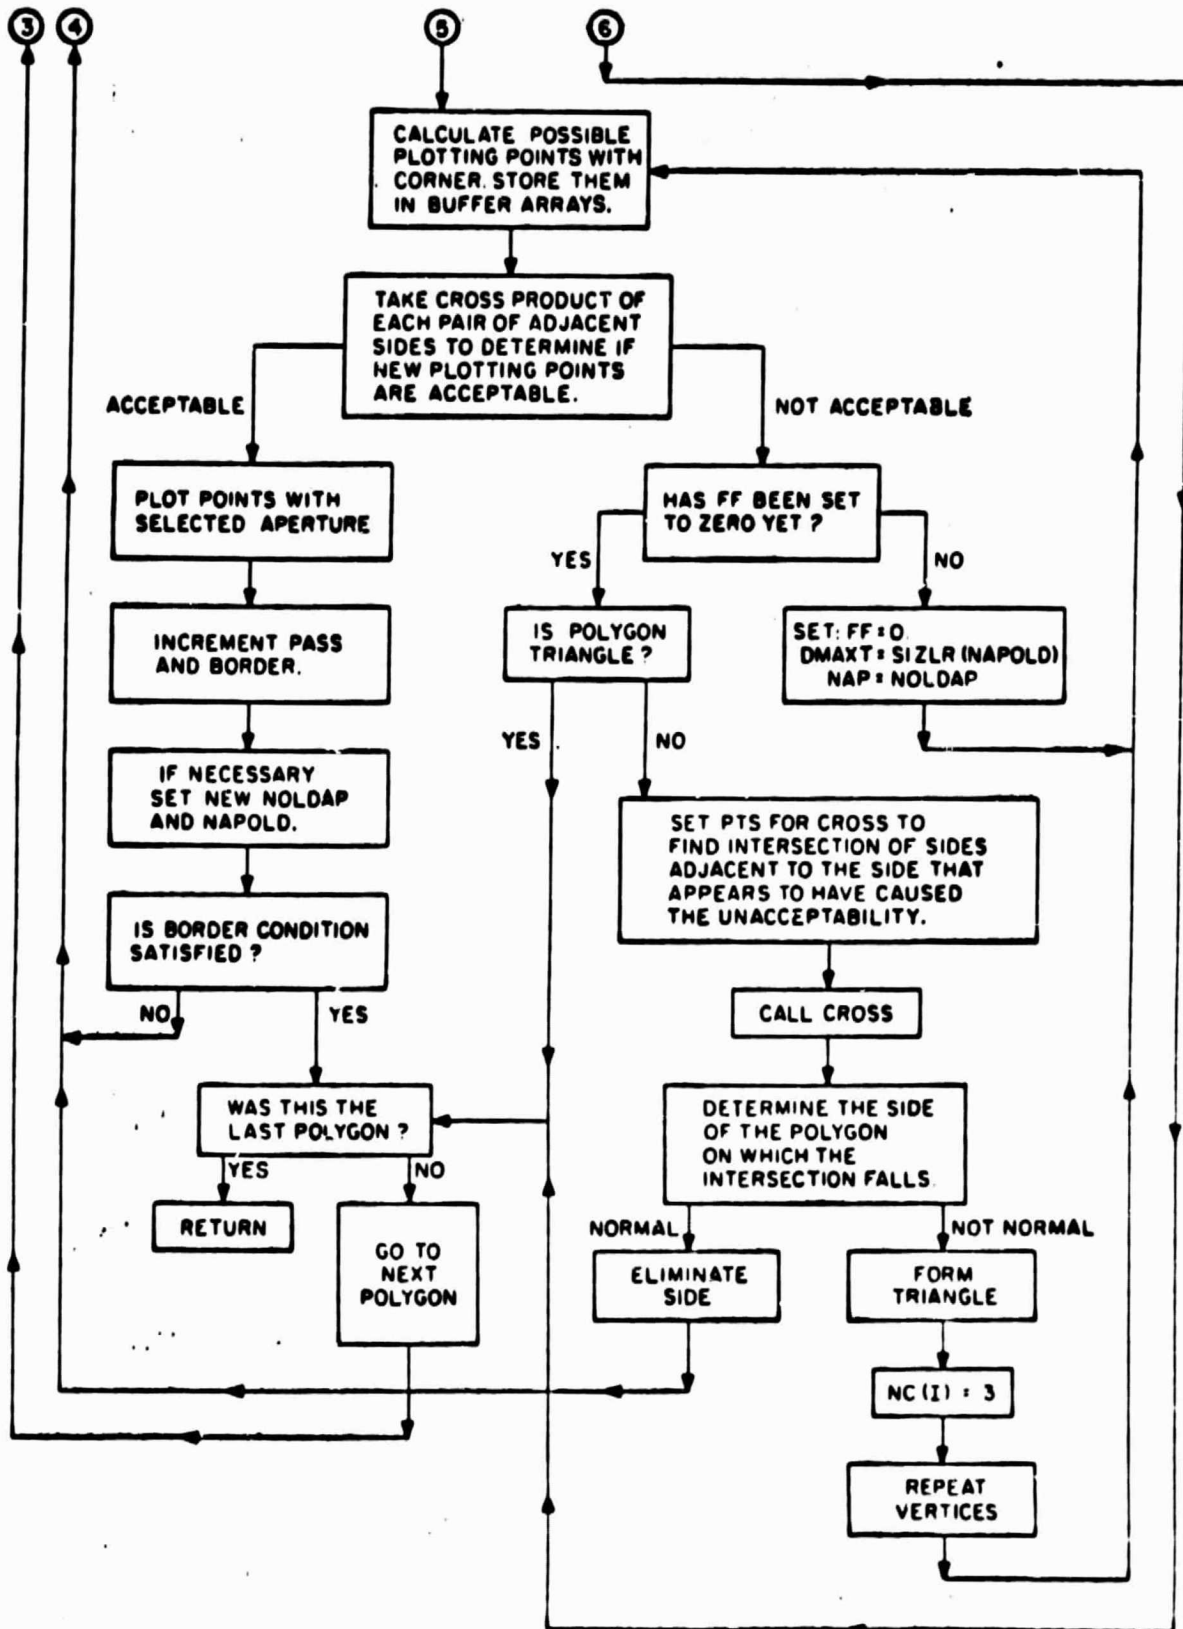 3 4 5 6
CALCULATE POSSIBLE
PLOTTING POINTS WITH
CORNER. STORE THEM
IN BUFFER ARRAYS.
TAKE CROSS PRODUCT OF
EACH PAIR OF ADJACENT
SIDES TO DETERMINE IF
NEW PLOTTING POINTS
ARE ACCEPTABLE.
ACCEPTABLE
NOT ACCEPTABLE
PLOT POINTS WITH
SELECTED APERTURE
HAS FF BEEN SET
TO ZERO YET ?
YES
NO
INCREMENT PASS
AND BORDER.
IS POLYGON
TRIANGLE ?
SET: FF = 0.
DMAXT = SIZLR (NAPOLD)
NAP = NOLDAP
YES
NO
IF NECESSARY
SET NEW NOLDAP
AND NAPOLD.
SET PTS FOR CROSS TO
FIND INTERSECTION OF SIDES
ADJACENT TO THE SIDE THAT
APPEARS TO HAVE CAUSED
THE UNACCEPTABILITY.
IS BORDER CONDITION
SATISFIED ?
NO
YES
CALL CROSS
WAS THIS THE
LAST POLYGON ?
DETERMINE THE SIDE
OF THE POLYGON
ON WHICH THE
INTERSECTION FALLS.
YES
NO
RETURN
GO TO
NEXT
POLYGON
NORMAL
NOT NORMAL
ELIMINATE
SIDE
FORM
TRIANGLE
NC (I) = 3
REPEAT
VERTICES